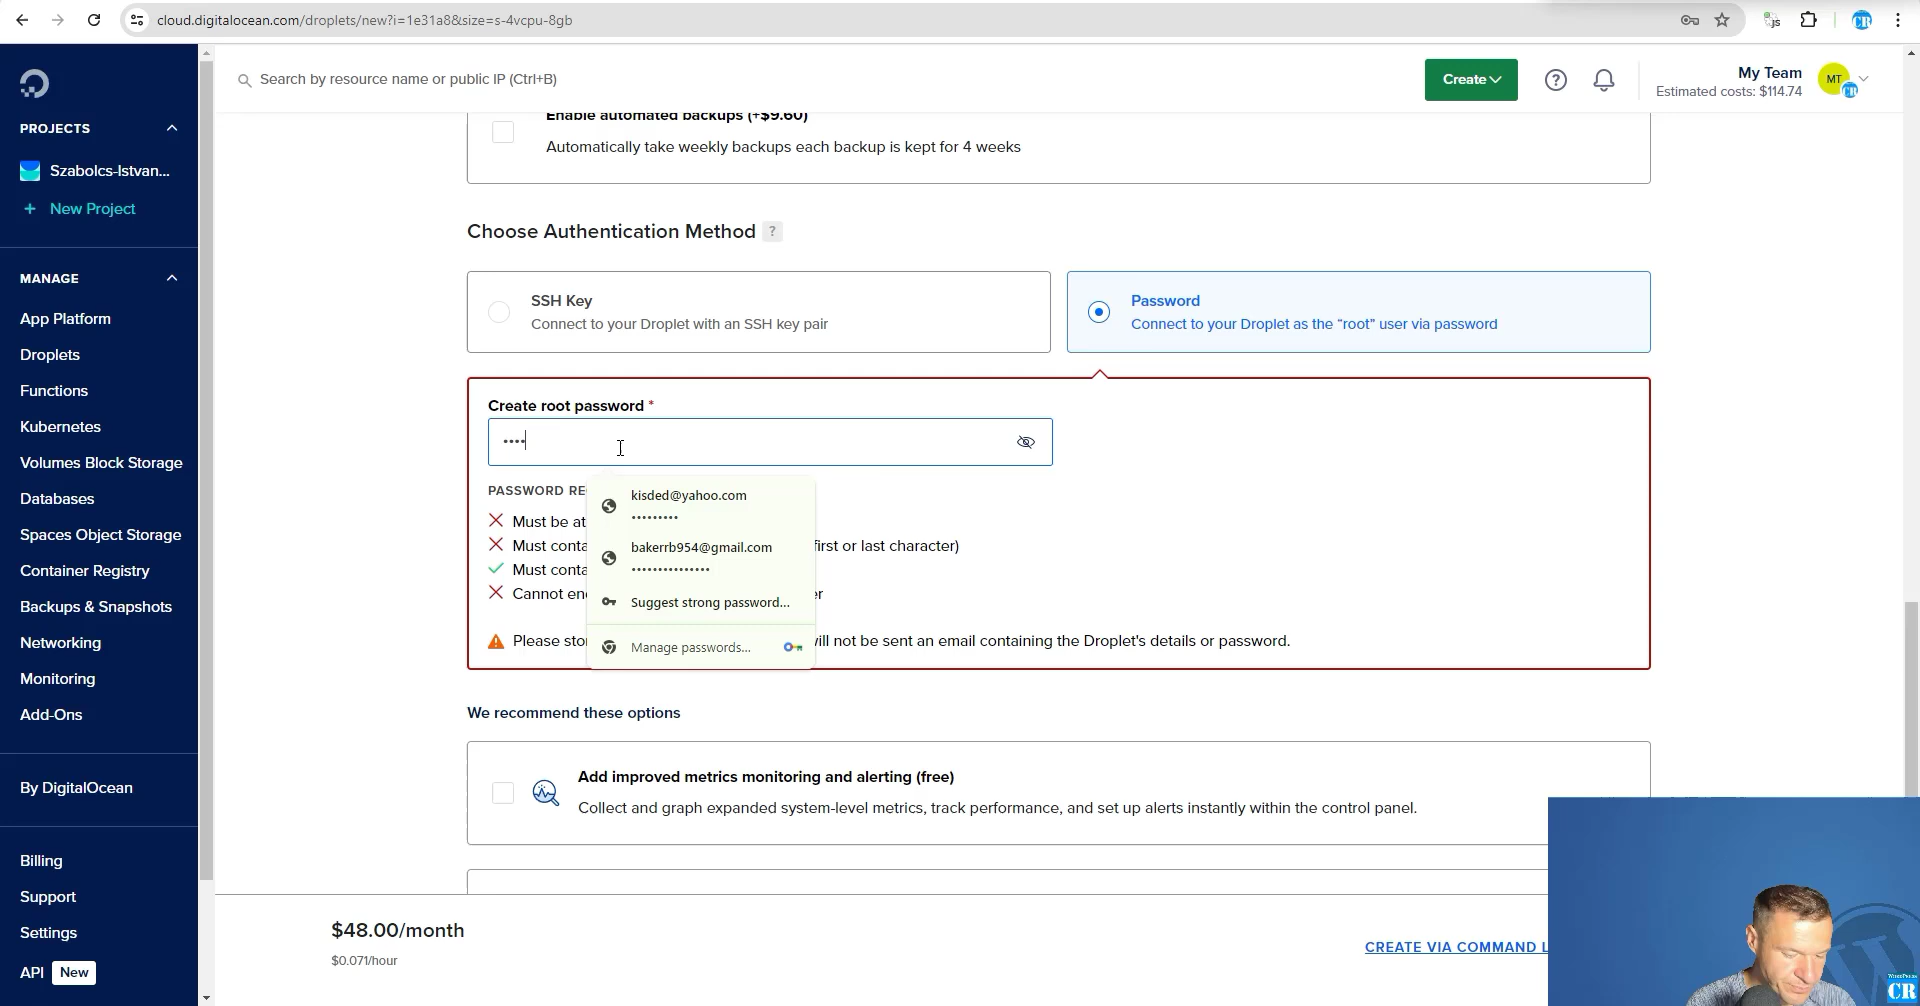 cloud.digitalocean.com/droplets/new?i=1e31a8&size=s-4vcpu-8gb
js
CR
Search by resource name or public IP (Ctrl+B)
Create
?
My Team
Estimated costs: $114.74
MT
CR
PROJECTS
Szabolcs-Istvan...
+ New Project
MANAGE
App Platform
Droplets
Functions
Kubernetes
Volumes Block Storage
Databases
Spaces Object Storage
Container Registry
Backups & Snapshots
Networking
Monitoring
Add-Ons
By DigitalOcean
Billing
Support
Settings
API New
Enable automated backups (+$9.60)
Automatically take weekly backups each backup is kept for 4 weeks
Choose Authentication Method ?
SSH Key
Connect to your Droplet with an SSH key pair
Password
Connect to your Droplet as the “root” user via password
Create root password *
••••
PASSWORD RE
Must be at
Must conta first or last character)
Must conta
Cannot en er
Please sto will not be sent an email containing the Droplet's details or password.
kisded@yahoo.com
•••••••••
bakerrb954@gmail.com
•••••••••••••••
Suggest strong password...
Manage passwords...
We recommend these options
Add improved metrics monitoring and alerting (free)
Collect and graph expanded system-level metrics, track performance, and set up alerts instantly within the control panel.
$48.00/month
$0.071/hour
CREATE VIA COMMAND L
WORDPRESS
CR